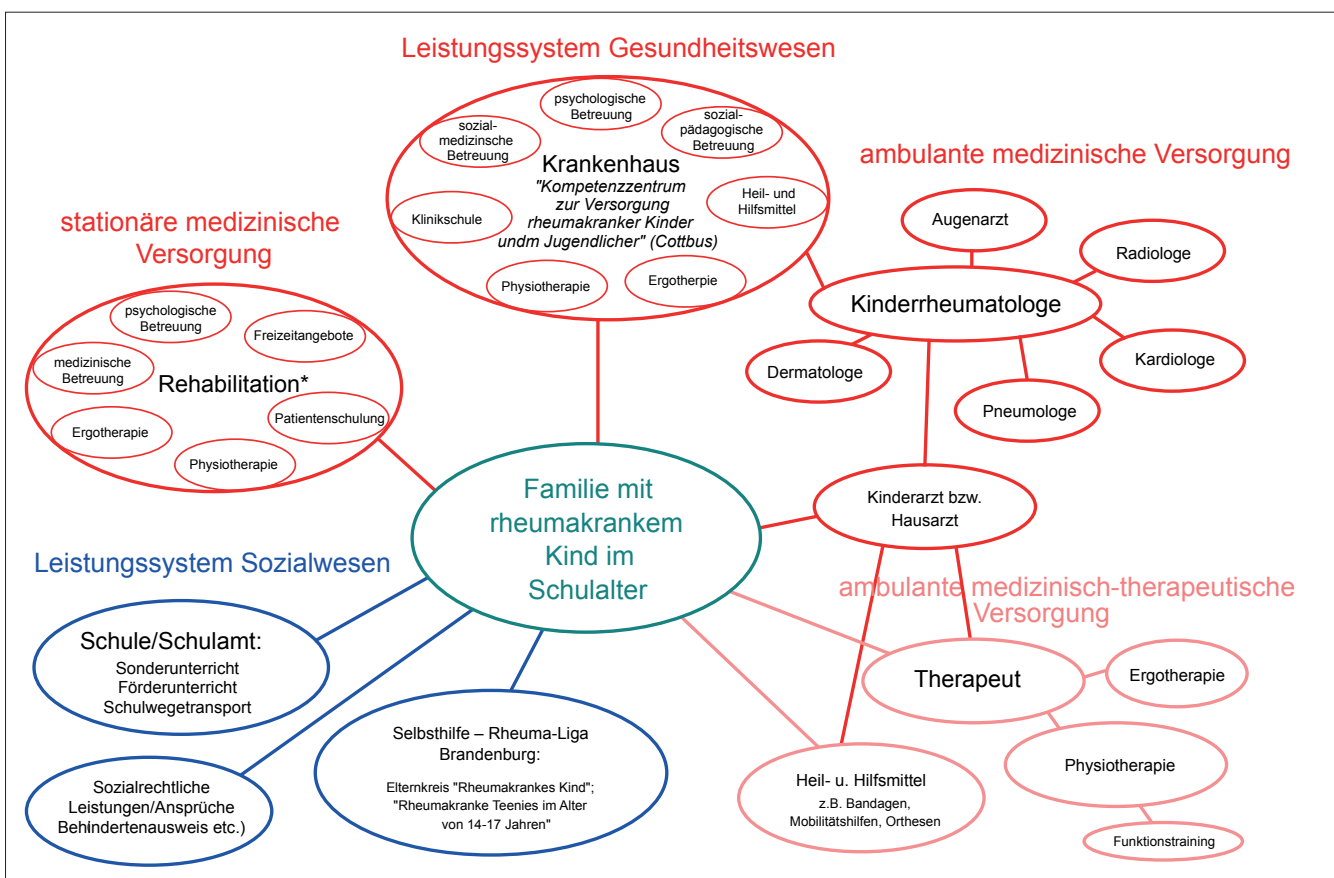 Leistungssystem Gesundheitswesen
psychologische
Betreuung
sozial-
medizinsche
Betreuung
sozial-
pädagogische
Betreuung
Krankenhaus
"Kompetenzzentrum
zur Versorgung
rheumakranker Kinder
undm Jugendlicher" (Cottbus)
Klinikschule
Heil- und
Hilfsmittel
Physiotherapie
Ergotherpie
ambulante medizinische Versorgung
Augenarzt
Radiologe
Kinderrheumatologe
Kardiologe
Dermatologe
Pneumologe
stationäre medizinische
Versorgung
psychologische
Betreuung
Freizeitangebote
medizinische
Betreuung
Rehabilitation*
Patientenschulung
Ergotherapie
Physiotherapie
Familie mit
rheumakrankem
Kind im
Schulalter
Kinderarzt bzw.
Hausarzt
Leistungssystem Sozialwesen
Schule/Schulamt:
Sonderunterricht
Förderunterricht
Schulwegetransport
Sozialrechtliche
Leistungen/Ansprüche
Behindertenausweis etc.)
Selbsthilfe – Rheuma-Liga
Brandenburg:
Elternkreis "Rheumakrankes Kind";
"Rheumakranke Teenies im Alter
von 14-17 Jahren"
ambulante medizinisch-therapeutische
Versorgung
Therapeut
Ergotherapie
Physiotherapie
Funktionstraining
Heil- u. Hilfsmittel
z.B. Bandagen,
Mobilitätshilfen, Orthesen